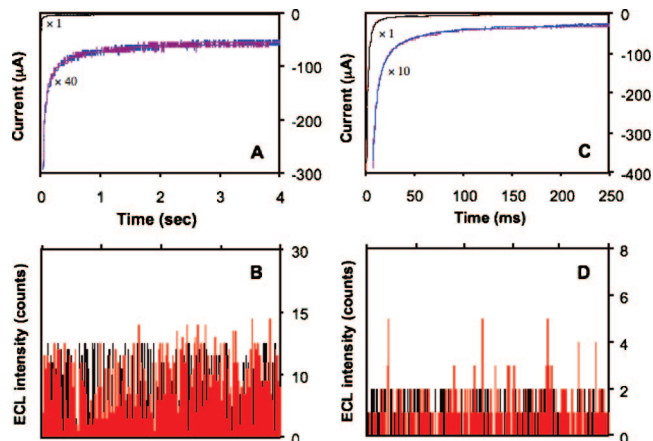 0
× 1
-100
× 40
-200
A
-300
0 1 2 3 4
Time (sec)
Current (µA)
0
× 1
-100
× 10
-200
-300
C
-400
0 50 100 150 200 250
Time (ms)
Current (µA)
30
B
15
10
0
ECL intensity (counts)
8
D
6
4
2
0
ECL intensity (counts)